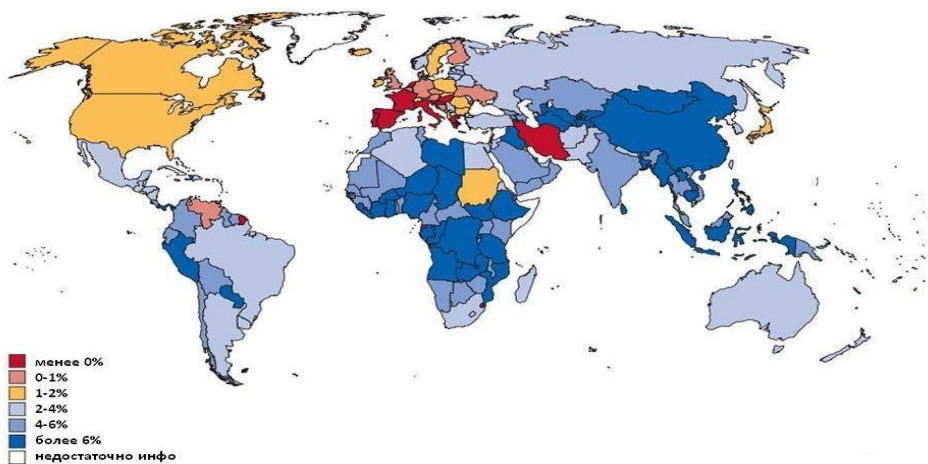 менее 0%
0-1%
1-2%
2-4%
4-6%
более 6%
недостаточно инфо